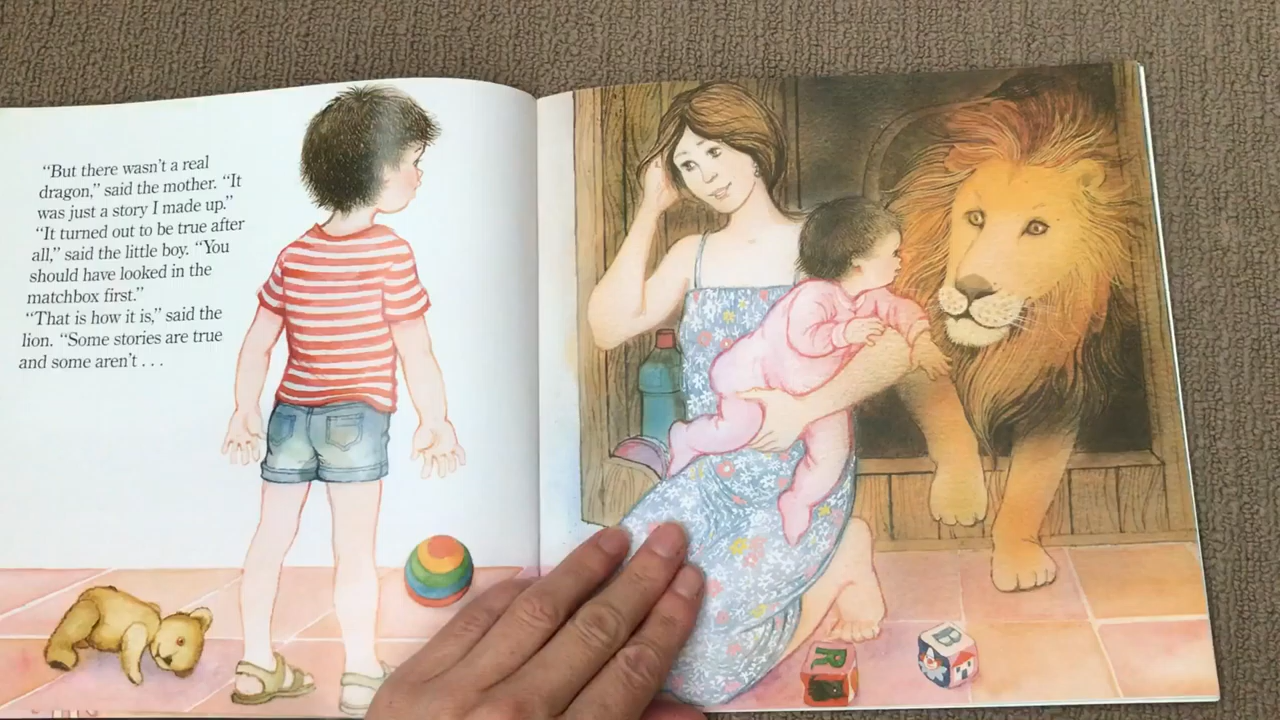 “But there wasn’t a real
dragon,” said the mother. “It
was just a story I made up.”
“It turned out to be true after
all,” said the little boy. “You
should have looked in the
matchbox first.”
“That is how it is,” said the
lion. “Some stories are true
and some aren’t . . .
R
B